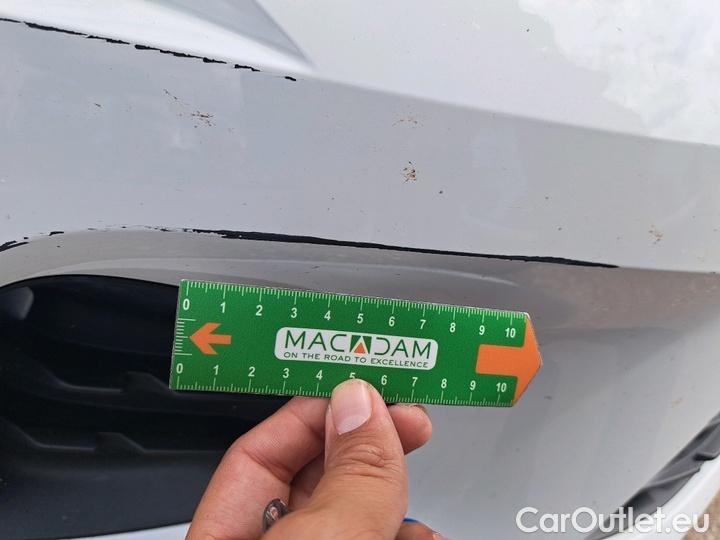 0 1 2 3 4 5 6 7 8 9 10
MACADAM
ON THE ROAD TO EXCELLENCE
0 1 2 3 4 5 6 7 8 9 10
CarOutlet.eu